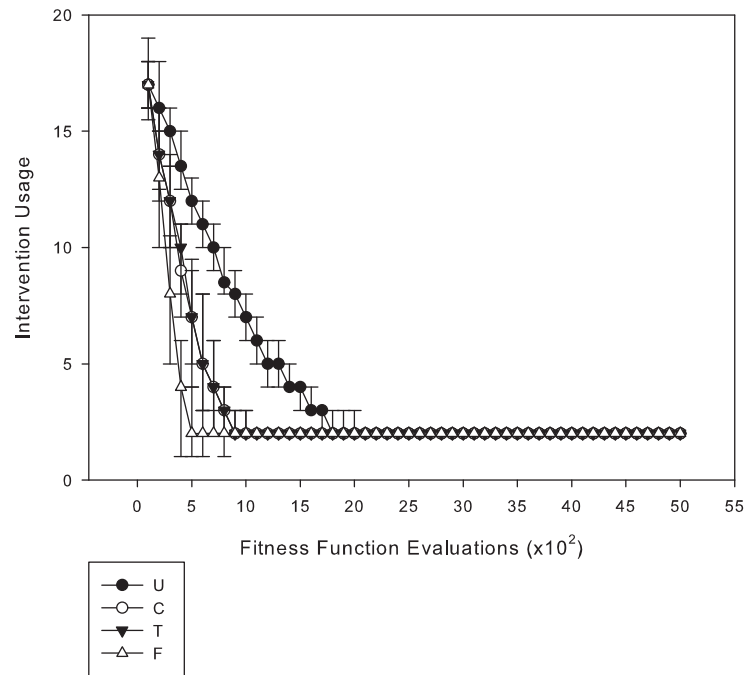 20
15
10
5
0
Intervention Usage
0 5 10 15 20 25 30 35 40 45 50 55
Fitness Function Evaluations (x10²)
U
C
T
F